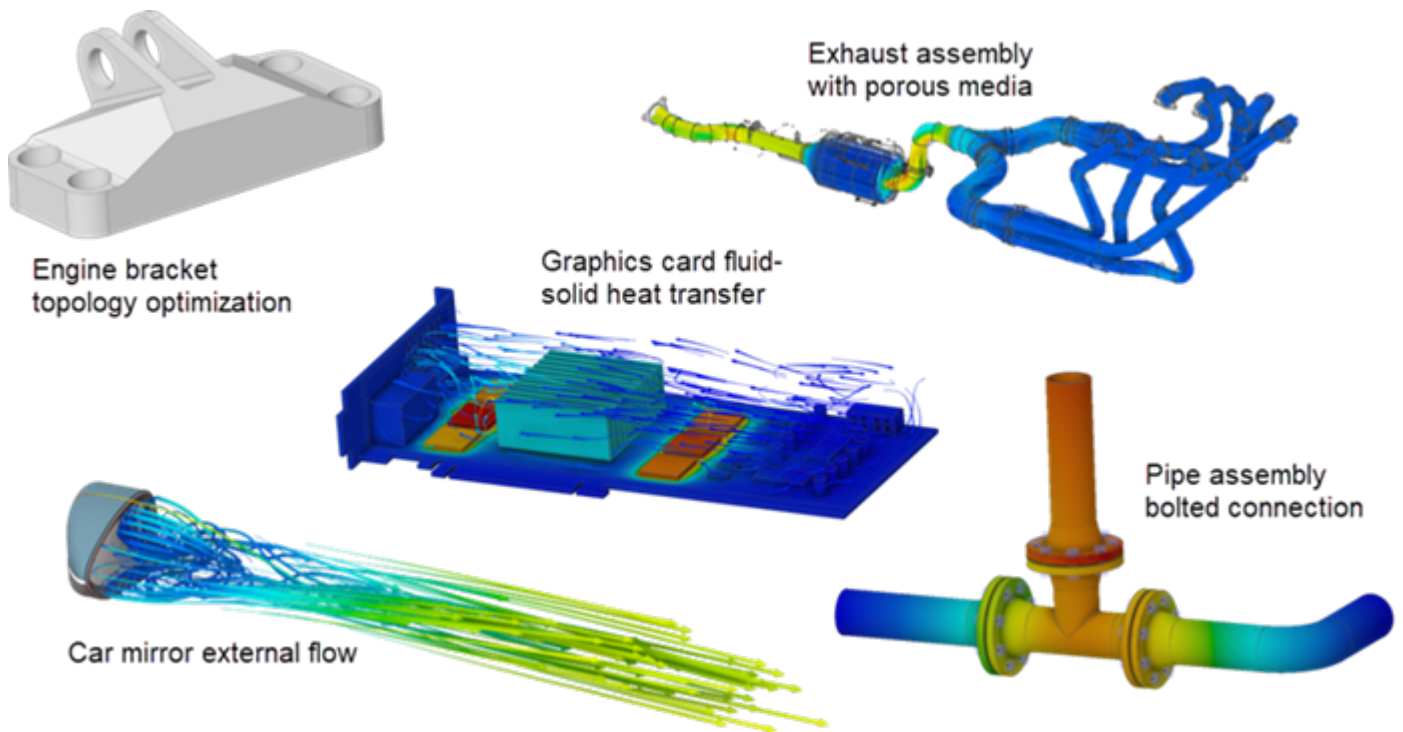 Exhaust assembly
with porous media
Engine bracket
topology optimization
Graphics card fluid-
solid heat transfer
Pipe assembly
bolted connection
Car mirror external flow